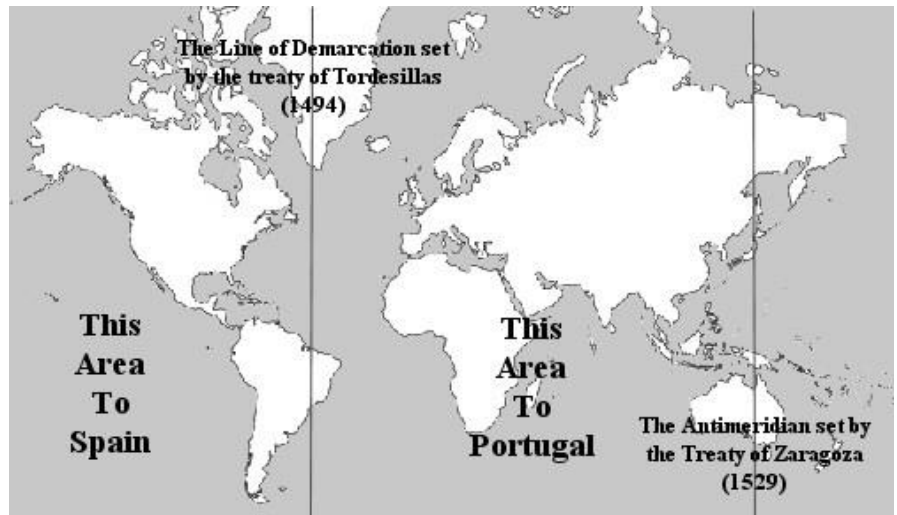 The Line of Demarcation set
by the treaty of Tordesillas
(1494)
This
Area
To
Spain
This
Area
To
Portugal
The Antimeridian set by
the Treaty of Zaragoza
(1529)